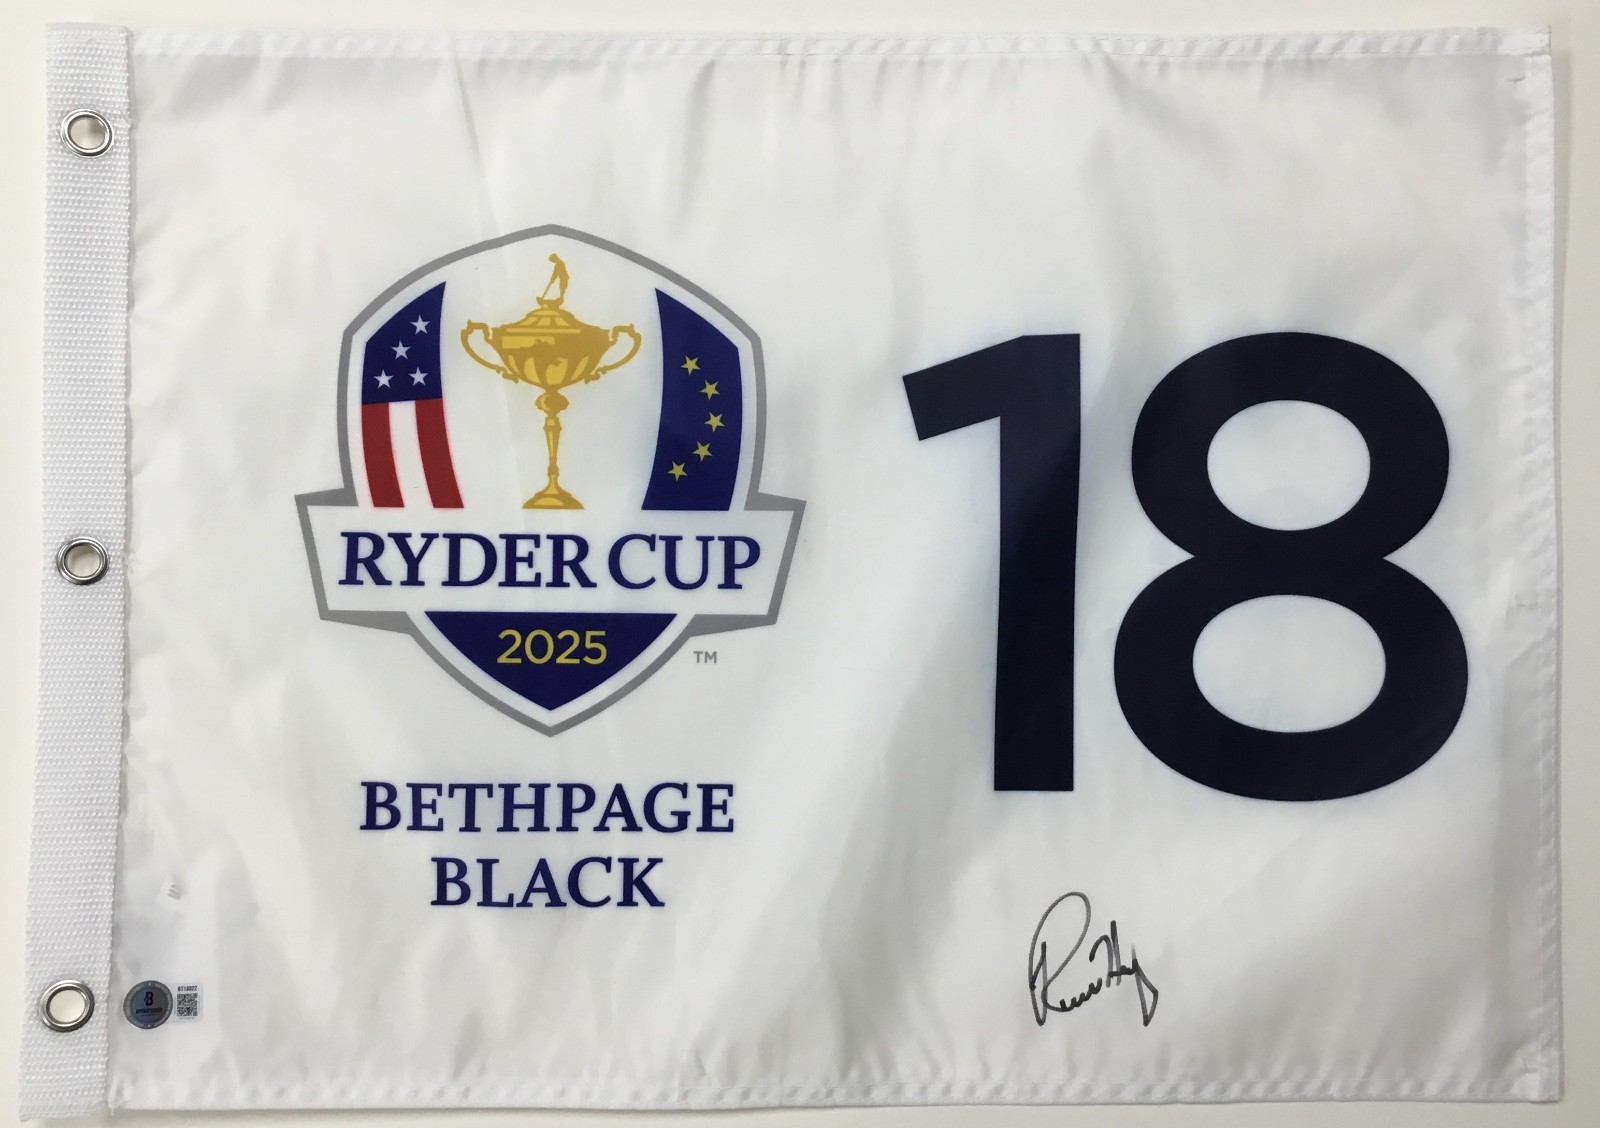 RYDER CUP
2025
TM
BETHPAGE
BLACK
18
B